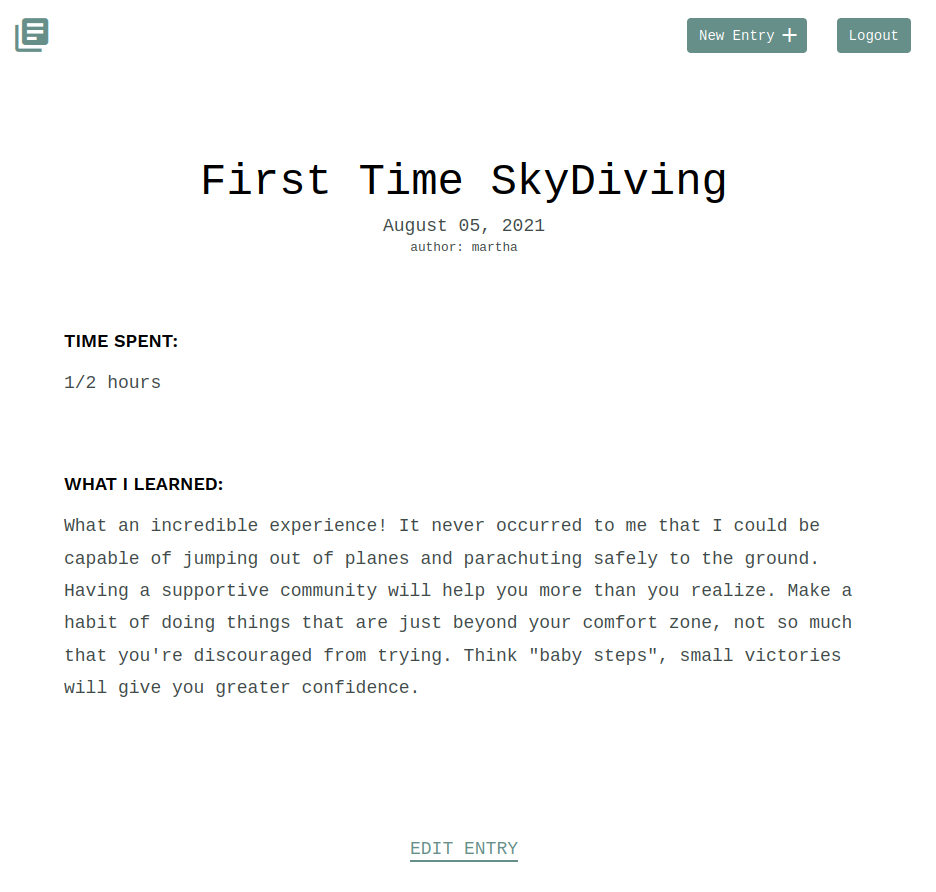 New Entry +
Logout
First Time SkyDiving
August 05, 2021
author: martha
TIME SPENT:
1/2 hours
WHAT I LEARNED:
What an incredible experience! It never occurred to me that I could be
capable of jumping out of planes and parachuting safely to the ground.
Having a supportive community will help you more than you realize. Make a
habit of doing things that are just beyond your comfort zone, not so much
that you're discouraged from trying. Think "baby steps", small victories
will give you greater confidence.
EDIT ENTRY